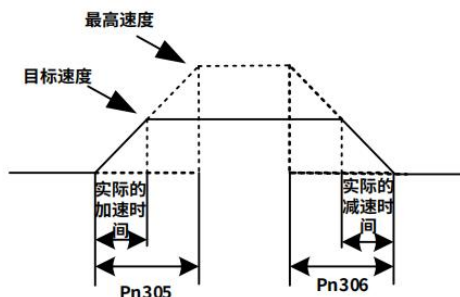 最高速度
目标速度
实际的
加速时
间
实际的
减速时
间
Pn305
Pn306